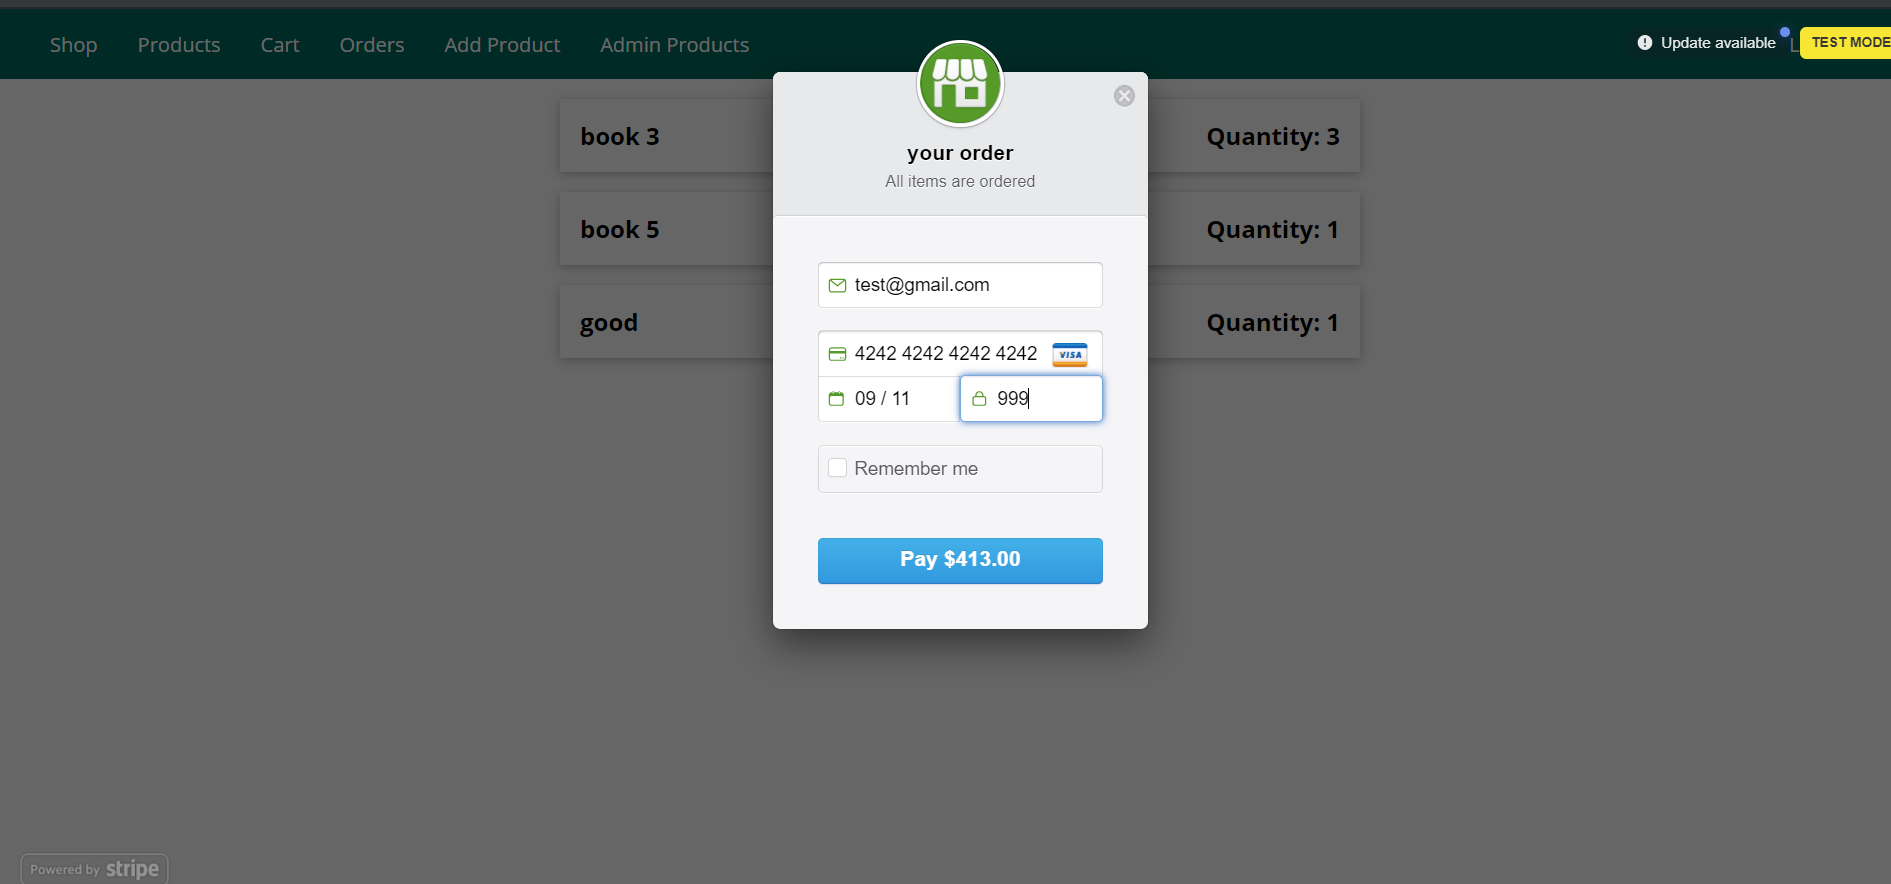 Shop Products Cart Orders Add Product Admin Products
Update available
TEST MODE
book 3 Quantity: 3
book 5 Quantity: 1
good Quantity: 1
your order
All items are ordered
test@gmail.com
4242 4242 4242 4242 VISA
09 / 11 999
Remember me
Pay $413.00
Powered by stripe